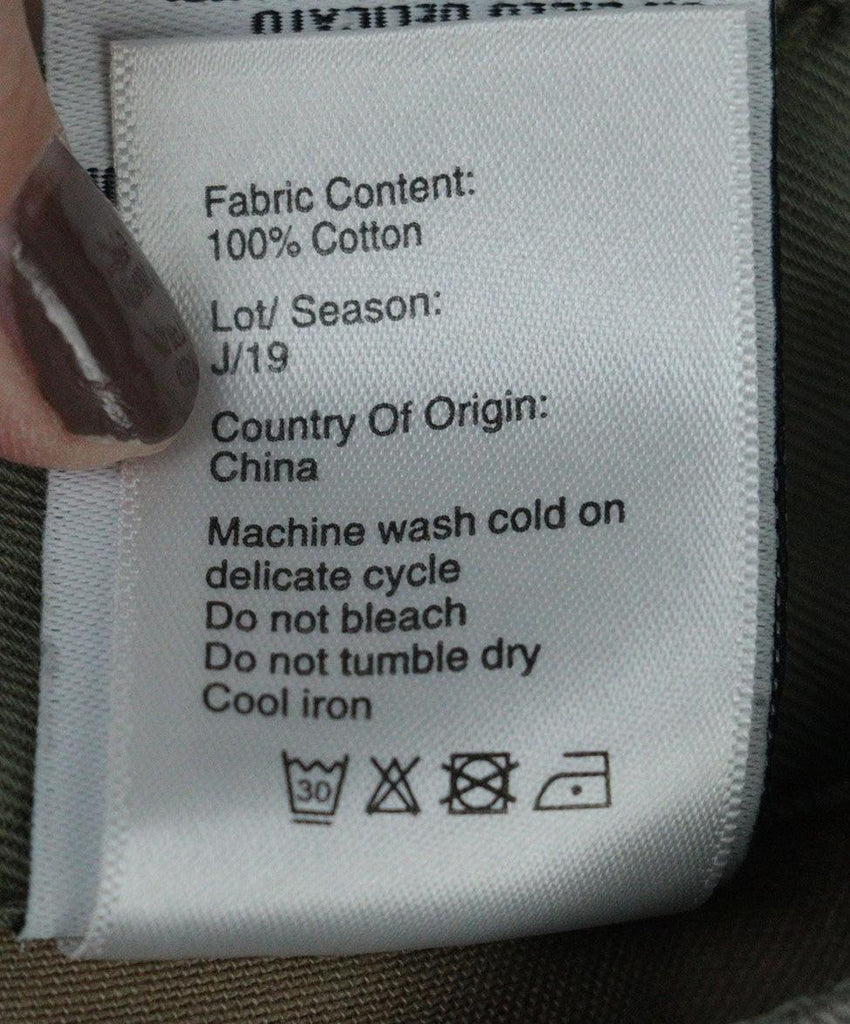 Fabric Content:
100% Cotton
Lot/ Season:
J/19
Country Of Origin:
China
Machine wash cold on
delicate cycle
Do not bleach
Do not tumble dry
Cool iron
30